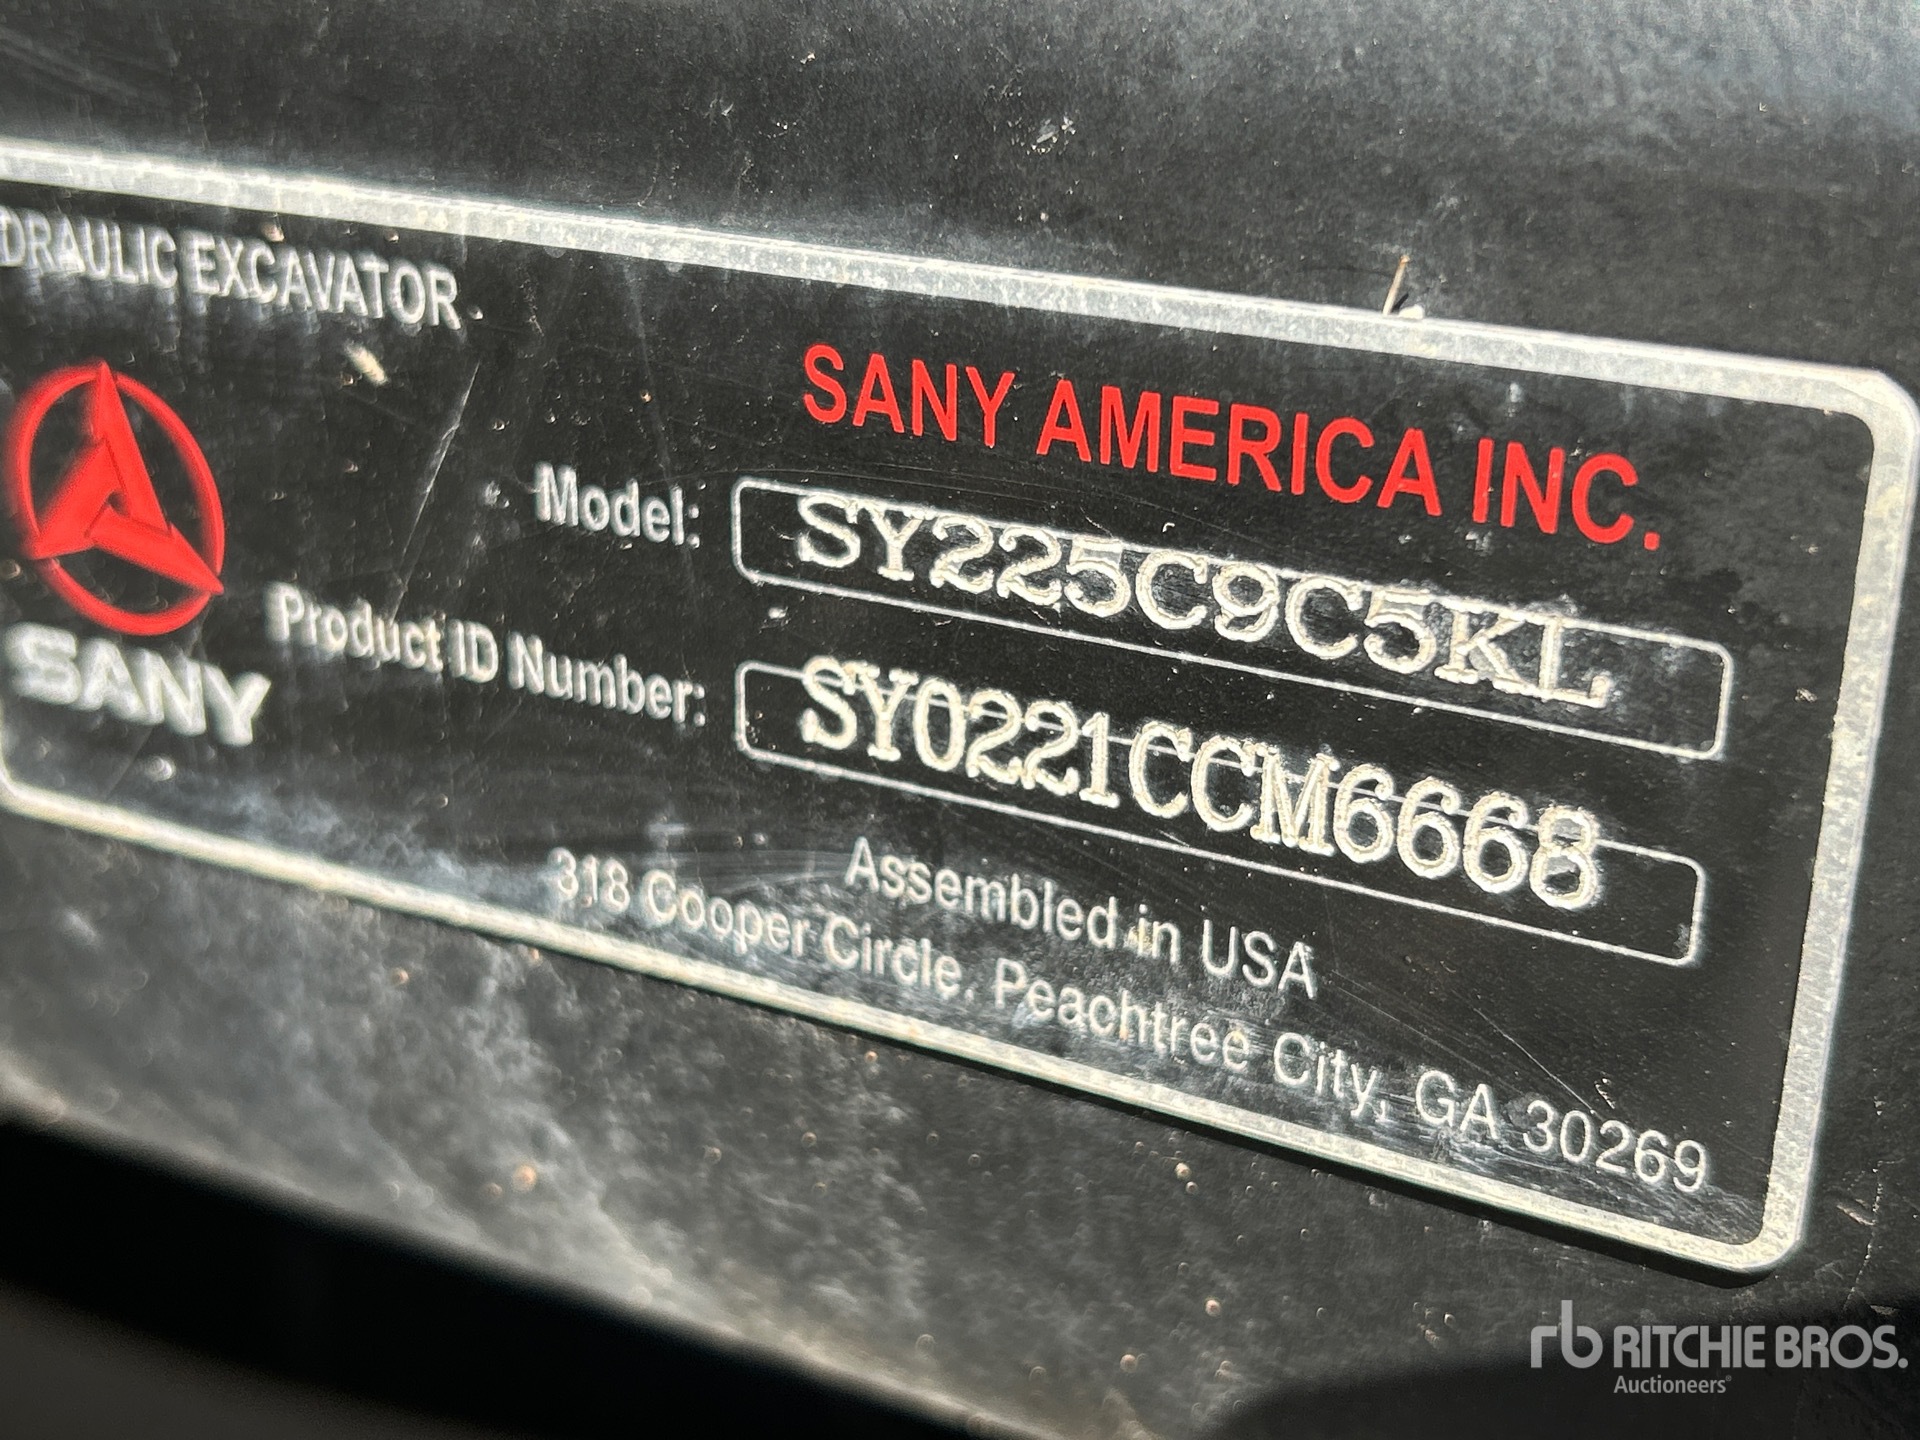 DRAULIC EXCAVATOR
SANY AMERICA INC.
Model: SY225C9C5KL
Product ID Number: SY0221CCM6668
SANY
Assembled in USA
318 Cooper Circle. Peachtree City, GA 30269
rb RITCHIE BROS.
Auctioneers®